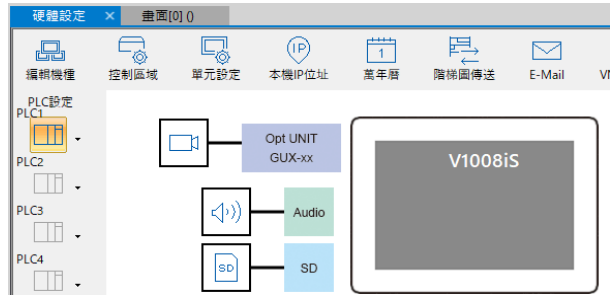 硬體設定 × 畫面[0] ()
編輯機種 控制區域 單元設定 本機IP位址 萬年曆 階梯圖傳送 E-Mail VN
IP 1
PLC設定
PLC1
PLC2
PLC3
PLC4
Opt UNIT
GUX-xx
Audio
SD SD
V1008iS